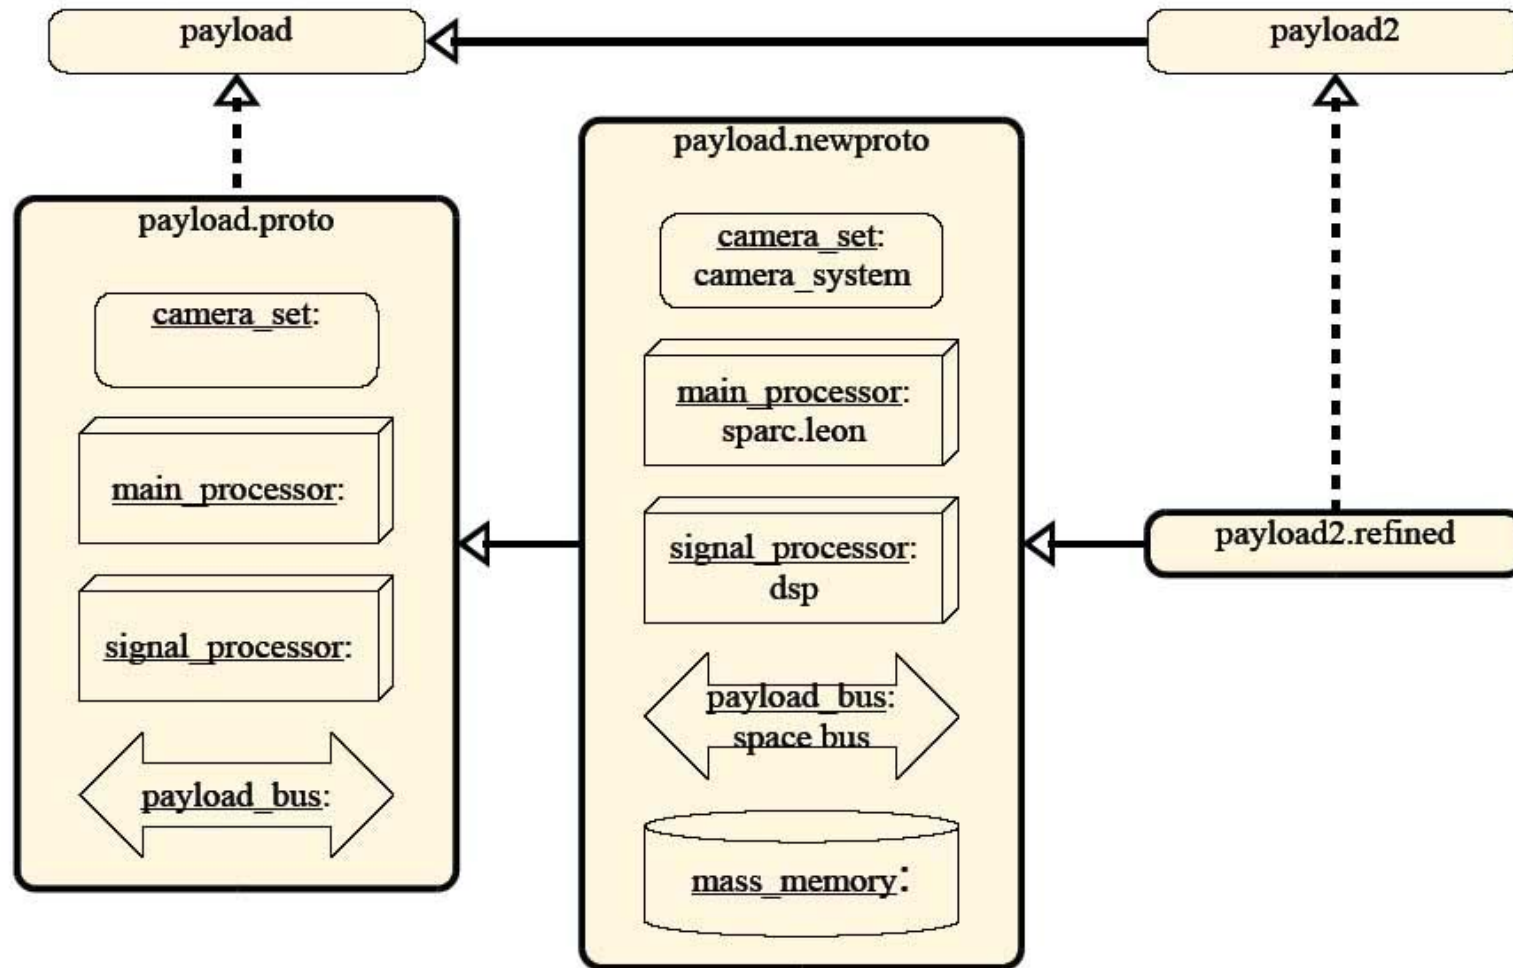 payload
payload2
payload.proto
camera_set:
main_processor:
signal_processor:
payload_bus:
payload.newproto
camera_set:
camera_system
main_processor:
sparc.leon
signal_processor:
dsp
payload_bus:
space bus
mass_memory:
payload2.refined